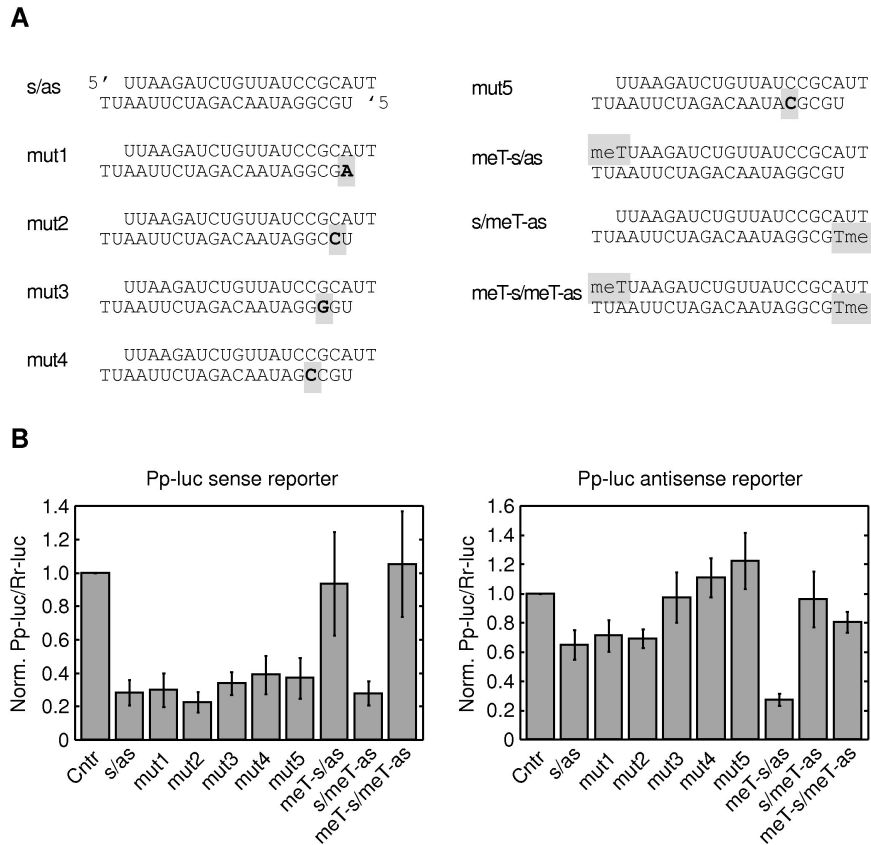 A
s/as
5’ UUAAGAUCUGUUAUCCGCAUT
TUAAUUCUAGACAAUAGGCGU ‘5
mut1
UUAAGAUCUGUUAUCCGCAUT
TUAAUUCUAGACAAUAGGCGA
mut2
UUAAGAUCUGUUAUCCGCAUT
TUAAUUCUAGACAAUAGGCCU
mut3
UUAAGAUCUGUUAUCCGCAUT
TUAAUUCUAGACAAUAGGGGU
mut4
UUAAGAUCUGUUAUCCGCAUT
TUAAUUCUAGACAAUAGCCGU
mut5
UUAAGAUCUGUUAUCCGCAUT
TUAAUUCUAGACAAUACGCGU
meT-s/as
meTUAAGAUCUGUUAUCCGCAUT
TUAAUUCUAGACAAUAGGCGU
s/meT-as
UUAAGAUCUGUUAUCCGCAUT
TUAAUUCUAGACAAUAGGCGTme
meT-s/meT-as
meTUAAGAUCUGUUAUCCGCAUT
TUAAUUCUAGACAAUAGGCGTme
B
Pp-luc sense reporter
Norm. Pp-luc/Rr-luc
1.4
1.2
1.0
0.8
0.6
0.4
0.2
0
Cntr
s/as
mut1
mut2
mut3
mut4
mut5
meT-s/as
s/meT-as
meT-s/meT-as
Pp-luc antisense reporter
Norm. Pp-luc/Rr-luc
1.6
1.4
1.2
1.0
0.8
0.6
0.4
0.2
0
Cntr
s/as
mut1
mut2
mut3
mut4
mut5
meT-s/as
s/meT-as
meT-s/meT-as